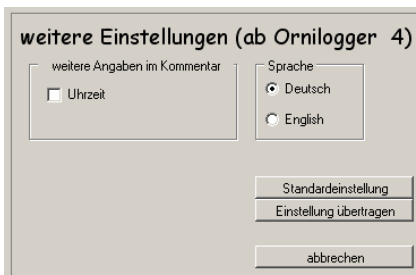 weitere Einstellungen (ab Ornilogger 4)
weitere Angaben im Kommentar
Uhrzeit
Sprache
Deutsch
English
Standardeinstellung
Einstellung übertragen
abbrechen